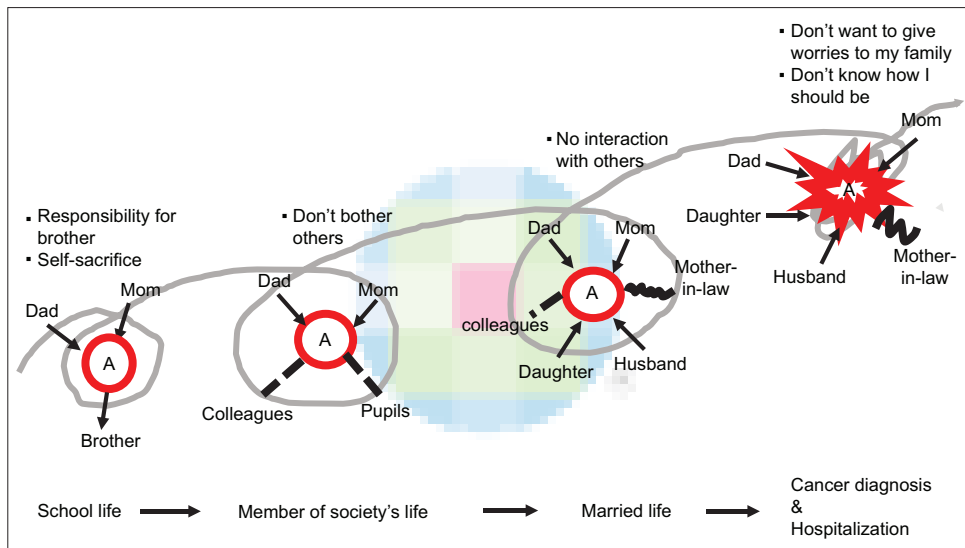 ▪ Responsibility for
brother
▪ Self-sacrifice
Dad
Mom
A
Brother
▪ Don't bother
others
Dad
Mom
A
Colleagues
Pupils
▪ No interaction
with others
Dad
Mom
A
Mother-
in-law
colleagues
Daughter
Husband
▪ Don't want to give
worries to my family
▪ Don't know how I
should be
Mom
Dad
A
Daughter
Husband
Mother-
in-law
School life
Member of society's life
Married life
Cancer diagnosis
&
Hospitalization